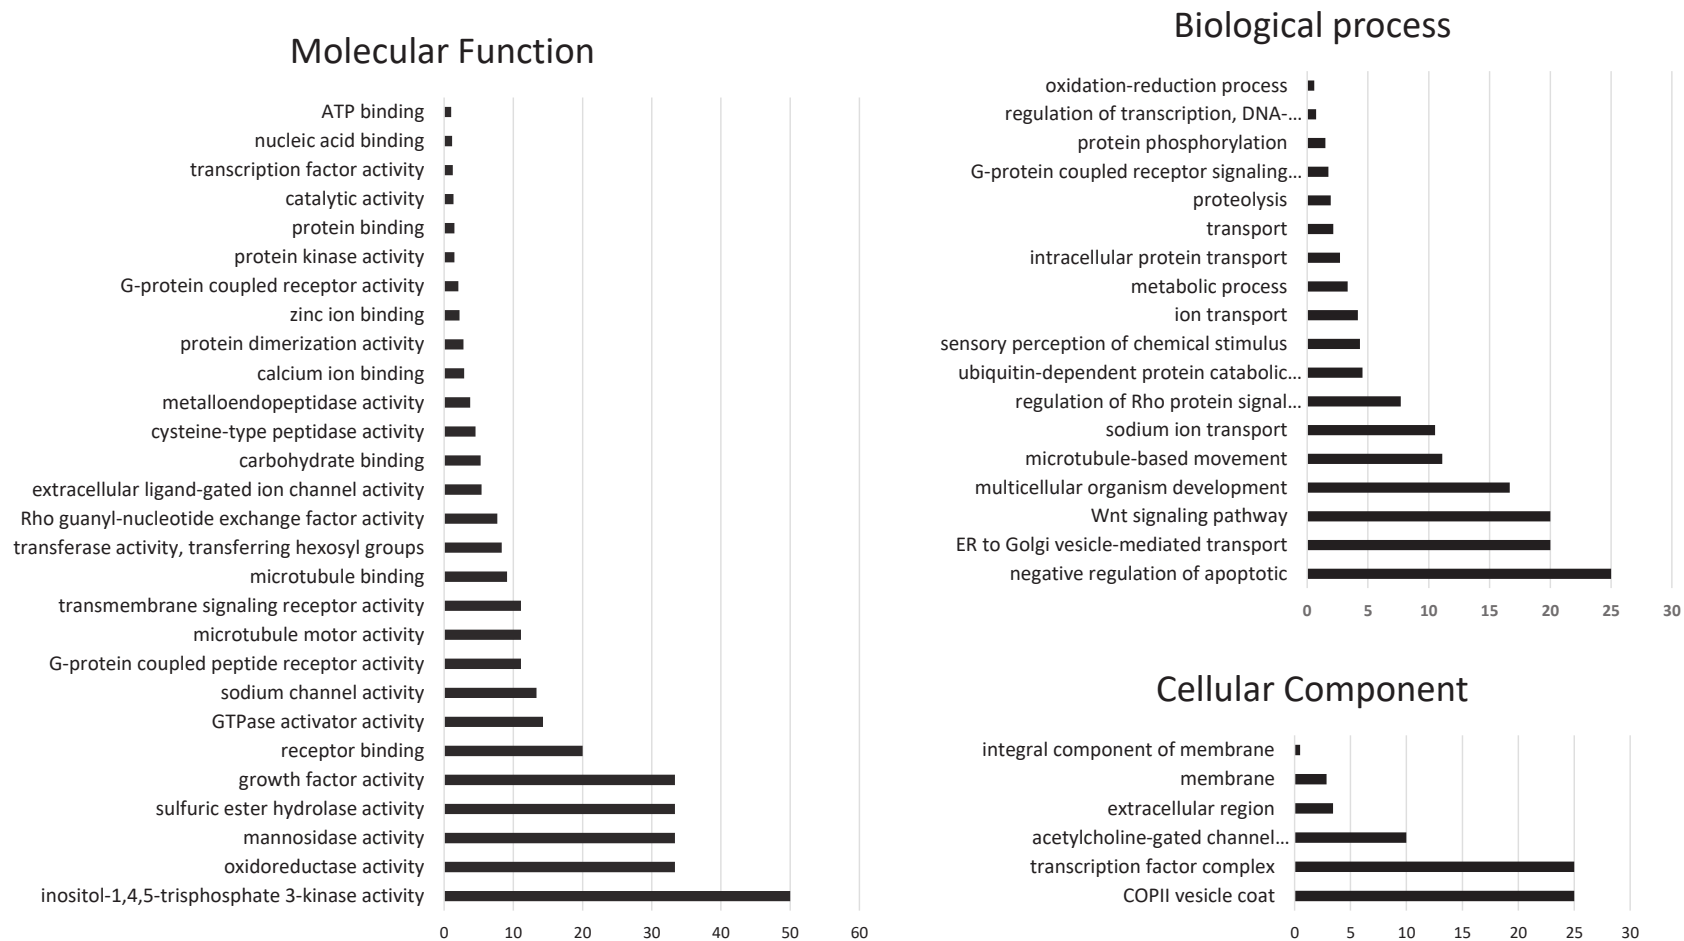 Molecular Function
ATP binding
nucleic acid binding
transcription factor activity
catalytic activity
protein binding
protein kinase activity
G-protein coupled receptor activity
zinc ion binding
protein dimerization activity
calcium ion binding
metalloendopeptidase activity
cysteine-type peptidase activity
carbohydrate binding
extracellular ligand-gated ion channel activity
Rho guanyl-nucleotide exchange factor activity
transferase activity, transferring hexosyl groups
microtubule binding
transmembrane signaling receptor activity
microtubule motor activity
G-protein coupled peptide receptor activity
sodium channel activity
GTPase activator activity
receptor binding
growth factor activity
sulfuric ester hydrolase activity
mannosidase activity
oxidoreductase activity
inositol-1,4,5-trisphosphate 3-kinase activity
0 10 20 30 40 50 60
Biological process
oxidation-reduction process
regulation of transcription, DNA-...
protein phosphorylation
G-protein coupled receptor signaling...
proteolysis
transport
intracellular protein transport
metabolic process
ion transport
sensory perception of chemical stimulus
ubiquitin-dependent protein catabolic...
regulation of Rho protein signal...
sodium ion transport
microtubule-based movement
multicellular organism development
Wnt signaling pathway
ER to Golgi vesicle-mediated transport
negative regulation of apoptotic
0 5 10 15 20 25 30
Cellular Component
integral component of membrane
membrane
extracellular region
acetylcholine-gated channel...
transcription factor complex
COPII vesicle coat
0 5 10 15 20 25 30